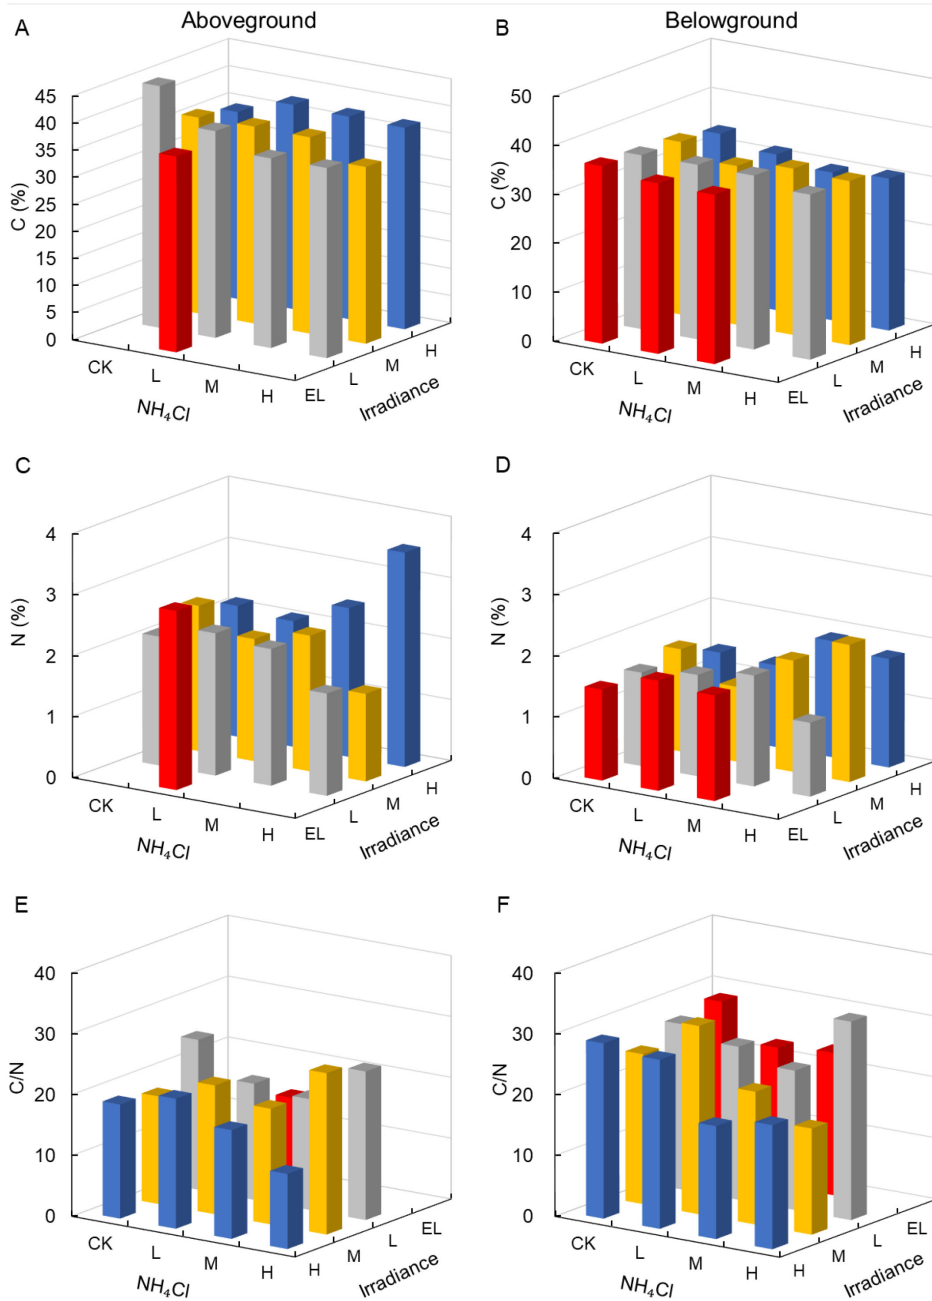 Aboveground
Belowground
A
B
C (%)
45
40
35
30
25
20
15
10
5
0
CK
L
M
H
EL
L
M
H
NH₄Cl
Irradiance
C (%)
50
40
30
20
10
0
CK
L
M
H
EL
L
M
H
NH₄Cl
Irradiance
C
D
N (%)
4
3
2
1
0
CK
L
M
H
EL
L
M
H
NH₄Cl
Irradiance
N (%)
4
3
2
1
0
CK
L
M
H
EL
L
M
H
NH₄Cl
Irradiance
E
F
C/N
40
30
20
10
0
CK
L
M
H
H
M
L
EL
NH₄Cl
Irradiance
C/N
40
30
20
10
0
CK
L
M
H
H
M
L
EL
NH₄Cl
Irradiance